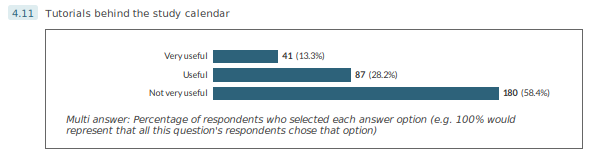 4.11 Tutorials behind the study calendar
Very useful 41 (13.3%)
Useful 87 (28.2%)
Not very useful 180 (58.4%)
Multi answer: Percentage of respondents who selected each answer option (e.g. 100% would
represent that all this question's respondents chose that option)